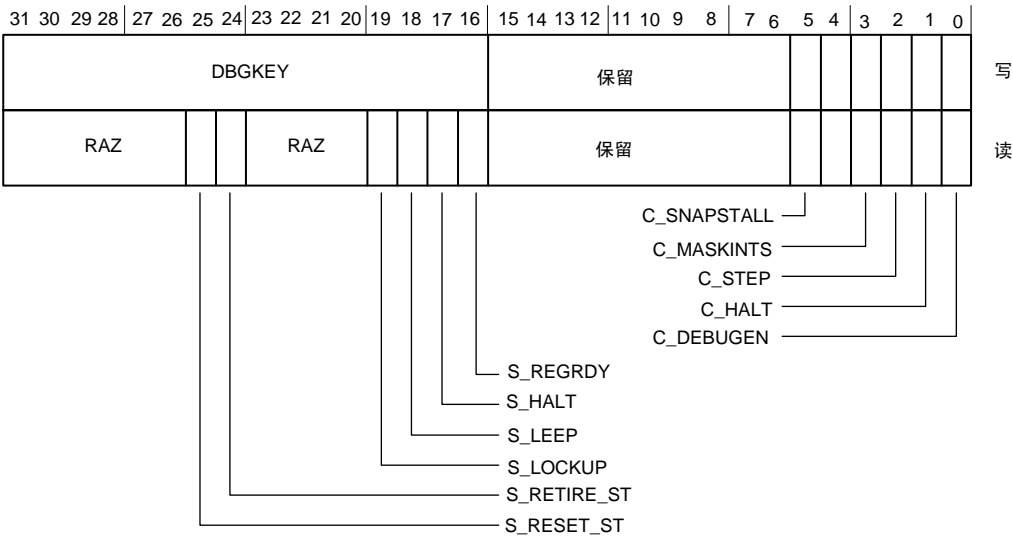 31 30 29 28 27 26 25 24 23 22 21 20 19 18 17 16 15 14 13 12 11 10 9 8 7 6 5 4 3 2 1 0
DBGKEY 保留 写
RAZ RAZ 保留 读
C_SNAPSTALL
C_MASKINTS
C_STEP
C_HALT
C_DEBUGEN
S_REGRDY
S_HALT
S_LEEP
S_LOCKUP
S_RETIRE_ST
S_RESET_ST